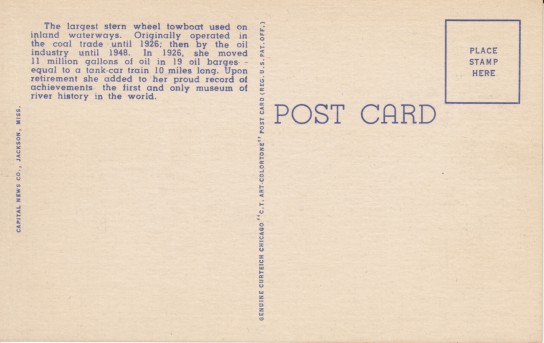 The largest stern wheel towboat used on
inland waterways. Originally operated in
the coal trade until 1926; then by the oil
industry until 1948. In 1926, she moved
11 million gallons of oil in 19 oil barges -
equal to a tank-car train 10 miles long. Upon
retirement she added to her proud record of
achievements the first and only museum of
river history in the world.
CAPITAL NEWS CO., JACKSON, MISS.
GENUINE CURTEICH CHICAGO "C.T. ART-COLORTONE" POST CARD (REG. U.S. PAT. OFF.)
POST CARD
PLACE
STAMP
HERE